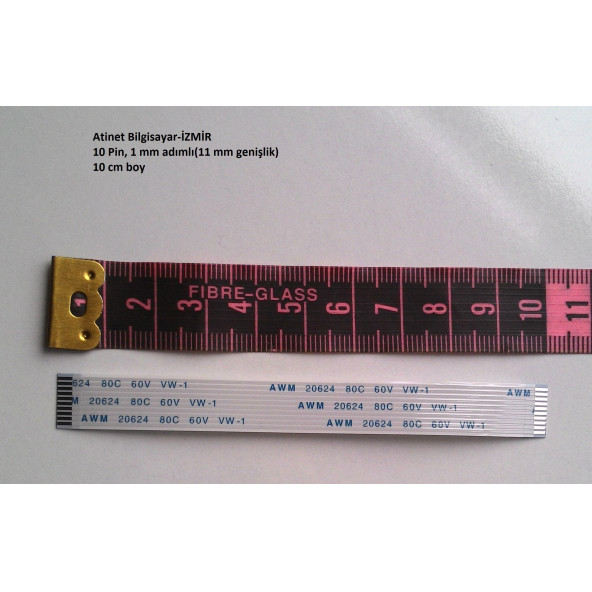 Atinet Bilgisayar-İZMİR
10 Pin, 1 mm adımlı(11 mm genişlik)
10 cm boy
FIBRE-GLASS
1 2 3 4 5 6 7 8 9 10 11
624 80C 60V VW-1 AWM 20624 80C 60V VW-1 AWM
M 20624 80C 60V VW-1 AWM 20624 80C 60V VW-1
AWM 20624 80C 60V VW-1 AWM 20624 80C 60V VW-1